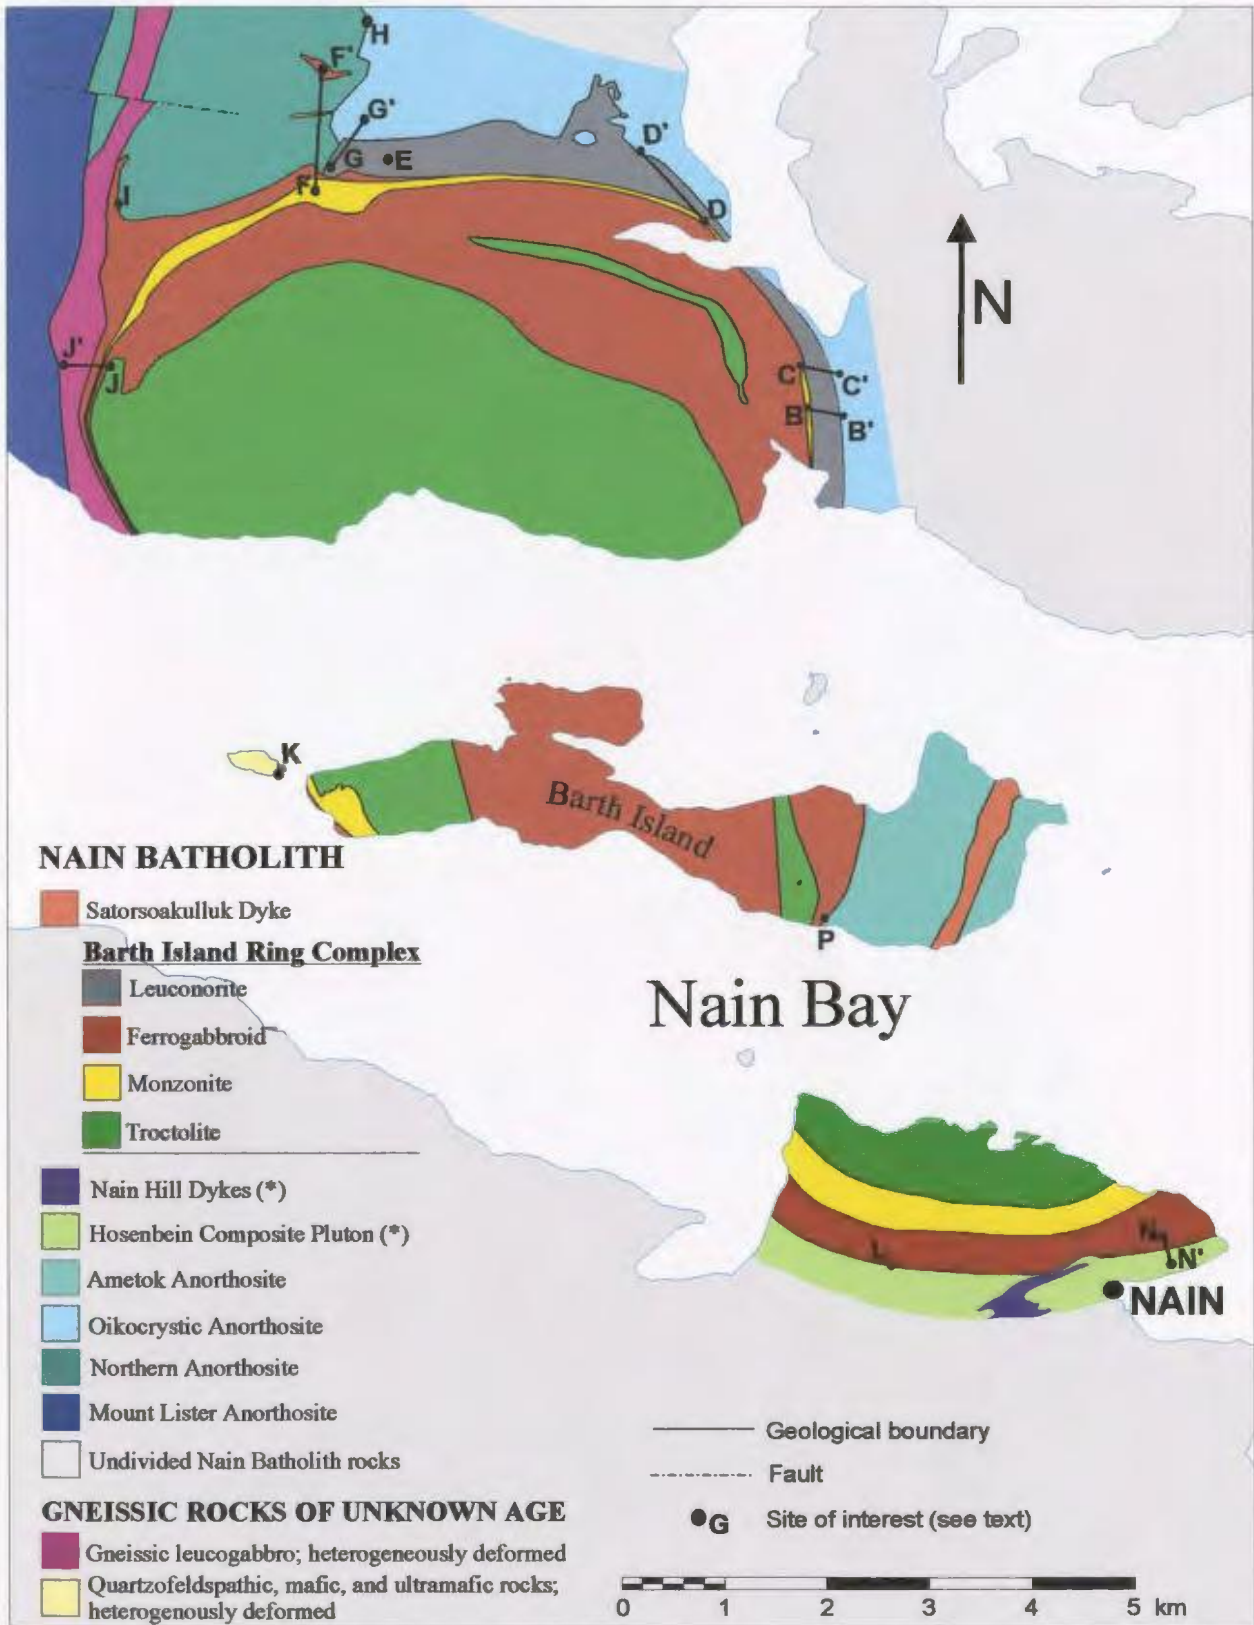 H
F'
G'
D'
G
E
F
I
D
N
J'
J
C
C'
B
B'
K
Barth Island
P
NAIN BATHOLITH
Satorsoakulluk Dyke
Barth Island Ring Complex
Leuconorite
Ferrogabbroid
Monzonite
Troctolite
Nain Bay
Nain Hill Dykes (*)
Hosenbein Composite Pluton (*)
Ametok Anorthosite
Oikocrystic Anorthosite
Northern Anorthosite
Mount Lister Anorthosite
Undivided Nain Batholith rocks
L
N
N'
NAIN
GNEISSIC ROCKS OF UNKNOWN AGE
Gneissic leucogabbro; heterogeneously deformed
Quartzofeldspathic, mafic, and ultramafic rocks;
heterogenously deformed
Geological boundary
Fault
G Site of interest (see text)
0 1 2 3 4 5 km